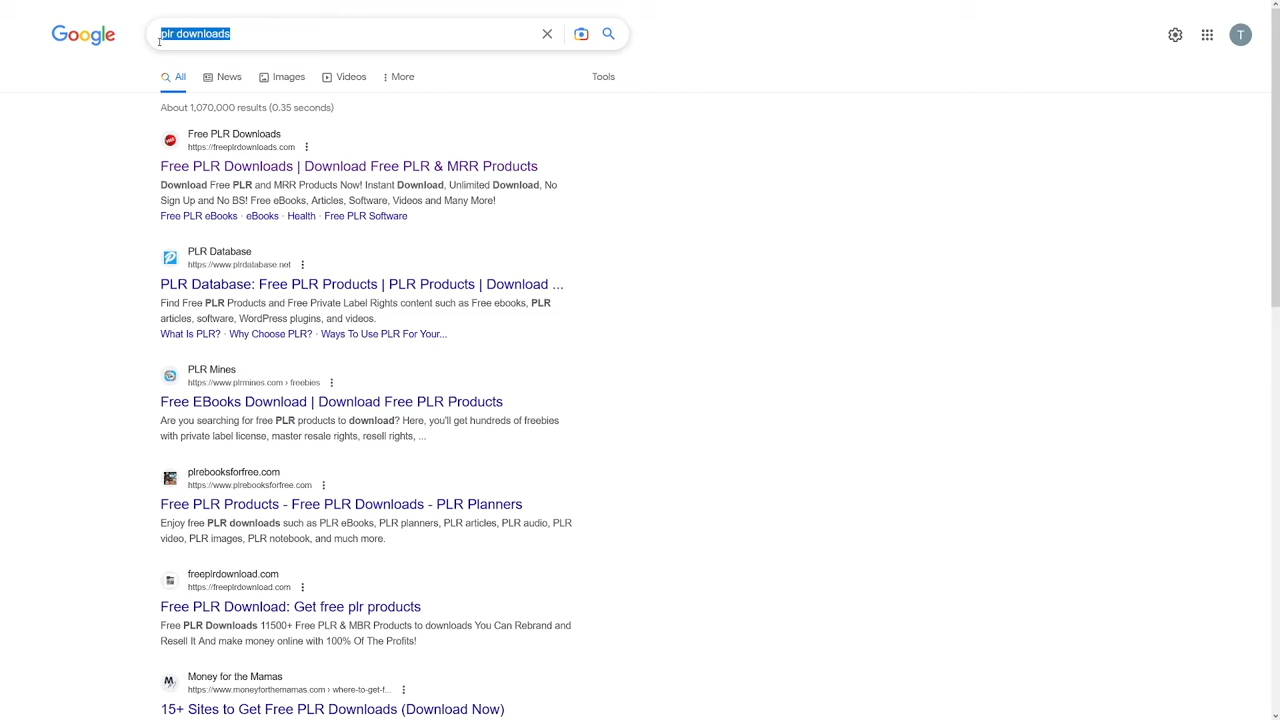 Google
plr downloads
T
All News Images Videos More Tools
About 1,070,000 results (0.35 seconds)
Free PLR Downloads
https://freeplrdownloads.com
Free PLR Downloads | Download Free PLR & MRR Products
Download Free PLR and MRR Products Now! Instant Download, Unlimited Download, No
Sign Up and No BS! Free eBooks, Articles, Software, Videos and Many More!
Free PLR eBooks · eBooks · Health · Free PLR Software
PLR Database
https://www.plrdatabase.net
PLR Database: Free PLR Products | PLR Products | Download ...
Find Free PLR Products and Free Private Label Rights content such as Free ebooks, PLR
articles, software, WordPress plugins, and videos.
What Is PLR? · Why Choose PLR? · Ways To Use PLR For Your...
PLR Mines
https://www.plrmines.com › freebies
Free EBooks Download | Download Free PLR Products
Are you searching for free PLR products to download? Here, you'll get hundreds of freebies
with private label license, master resale rights, resell rights, ...
plrebooksforfree.com
https://www.plrebooksforfree.com
Free PLR Products - Free PLR Downloads - PLR Planners
Enjoy free PLR downloads such as PLR eBooks, PLR planners, PLR articles, PLR audio, PLR
video, PLR images, PLR notebook, and much more.
freeplrdownload.com
https://freeplrdownload.com
Free PLR Download: Get free plr products
Free PLR Downloads 11500+ Free PLR & MBR Products to downloads You Can Rebrand and
Resell It And make money online with 100% Of The Profits!
Money for the Mamas
https://www.moneyforthemamas.com › where-to-get-f...
15+ Sites to Get Free PLR Downloads (Download Now)